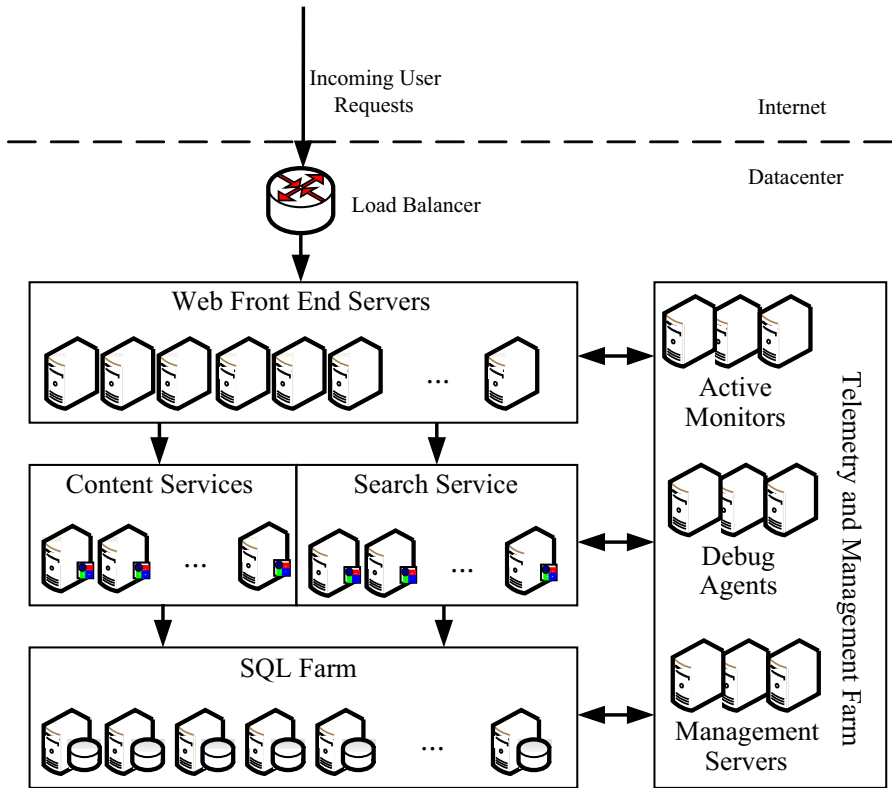 Incoming User
Requests
Internet
Datacenter
Load Balancer
Web Front End Servers
...
Content Services
...
Search Service
...
SQL Farm
...
Active
Monitors
Debug
Agents
Management
Servers
Telemetry and Management Farm